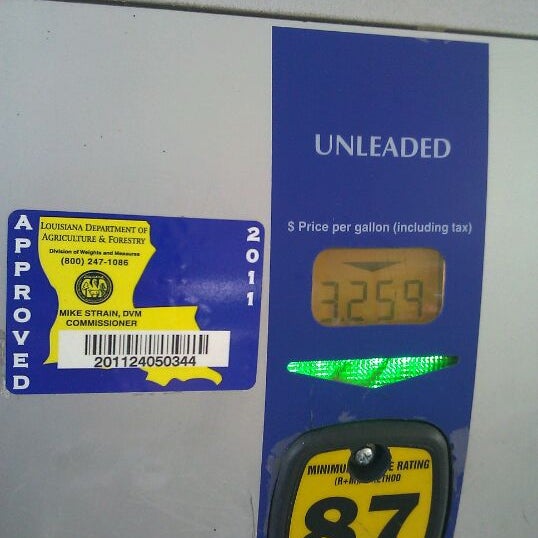 UNLEADED
$ Price per gallon (including tax)
3.259
APPROVED
LOUISIANA DEPARTMENT OF
AGRICULTURE & FORESTRY
Division of Weights and Measures
(800) 247-1086
MIKE STRAIN, DVM
COMMISSIONER
201124050344
2011
MINIMUM RATING
METHOD
87